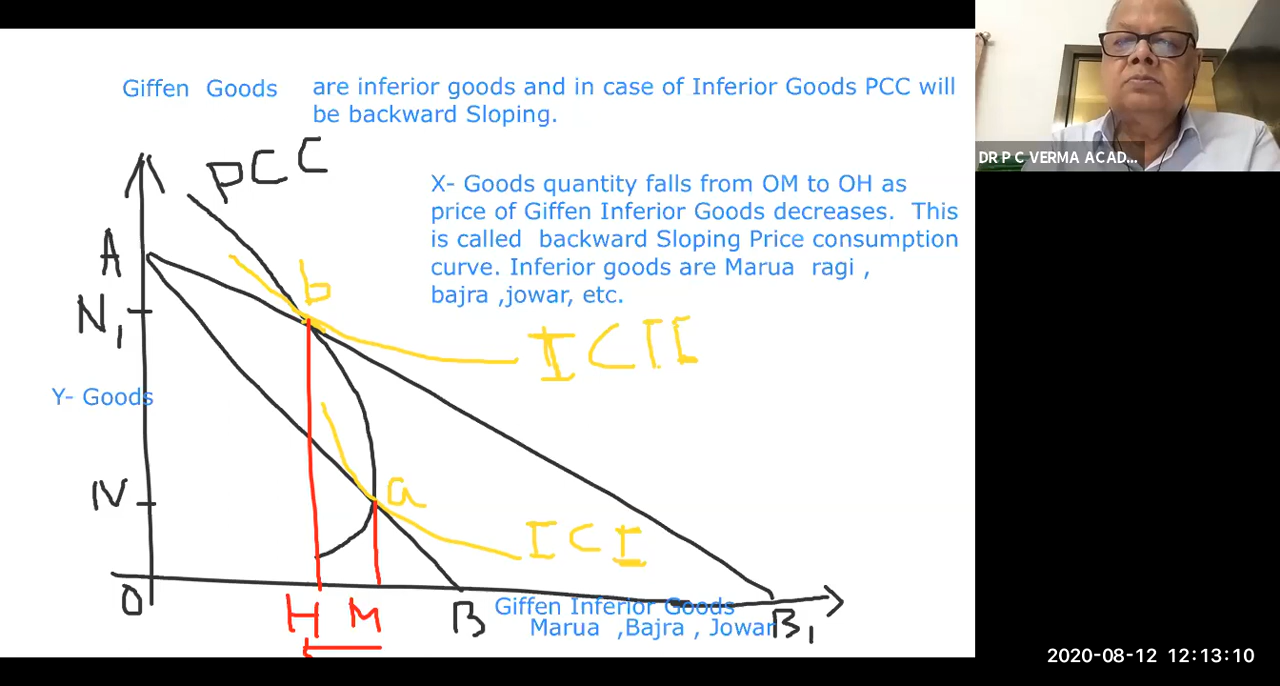 Giffen Goods are inferior goods and in case of Inferior Goods PCC will
be backward Sloping.
DR P C VERMA ACAD...
PCC
X- Goods quantity falls from OM to OH as
price of Giffen Inferior Goods decreases. This
is called backward Sloping Price consumption
curve. Inferior goods are Marua ragi ,
bajra ,jowar, etc.
A
b
N1
ICII
Y- Goods
N
a
ICI
O
H
M
B
Giffen Inferior Goods
Marua ,Bajra , Jowar
B1
2020-08-12 12:13:10